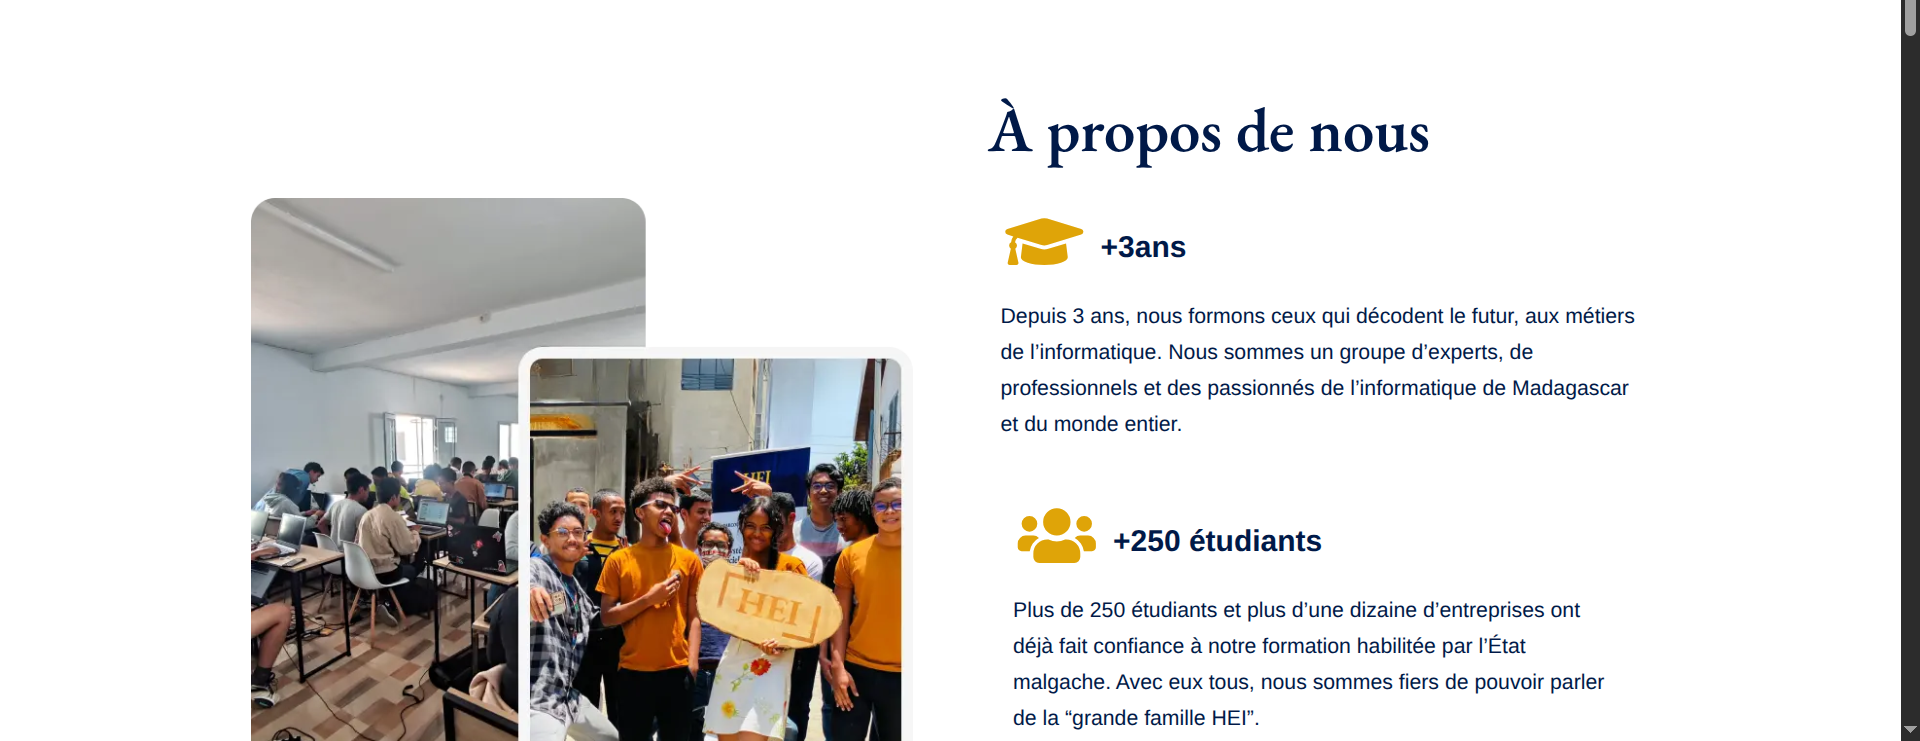 À propos de nous
+3ans
Depuis 3 ans, nous formons ceux qui décodent le futur, aux métiers
de l’informatique. Nous sommes un groupe d’experts, de
professionnels et des passionnés de l’informatique de Madagascar
et du monde entier.
+250 étudiants
Plus de 250 étudiants et plus d’une dizaine d’entreprises ont
déjà fait confiance à notre formation habilitée par l’État
malgache. Avec eux tous, nous sommes fiers de pouvoir parler
de la “grande famille HEI”.
HEI
HEI